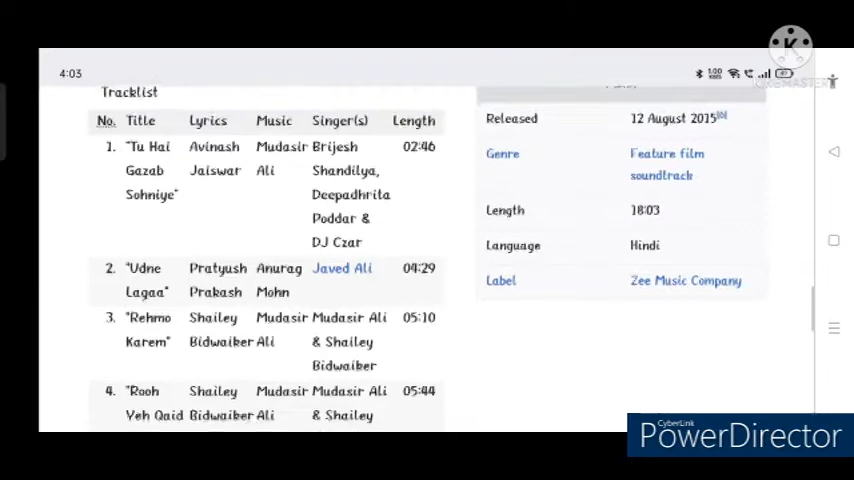 4:03
Tracklist
No. Title Lyrics Music Singer(s) Length
1. "Tu Hai Avinash Mudasir Brijesh 02:46
Gazab Jaiswar Ali Shandilya,
Sohniye" Deepadhrita
Poddar &
DJ Czar
2. "Udne Pratyush Anurag Javed Ali 04:29
Lagaa" Prakash Mohn
3. "Rehmo Shailey Mudasir Mudasir Ali 05:10
Karem" Bidwaiker Ali & Shailey
Bidwaiker
4. "Rooh Shailey Mudasir Mudasir Ali 05:44
Yeh Qaid Bidwaiker Ali & Shailey
Released 12 August 2015[6]
Genre Feature film
soundtrack
Length 18:03
Language Hindi
Label Zee Music Company
K
KINEMASTER
CyberLink
PowerDirector